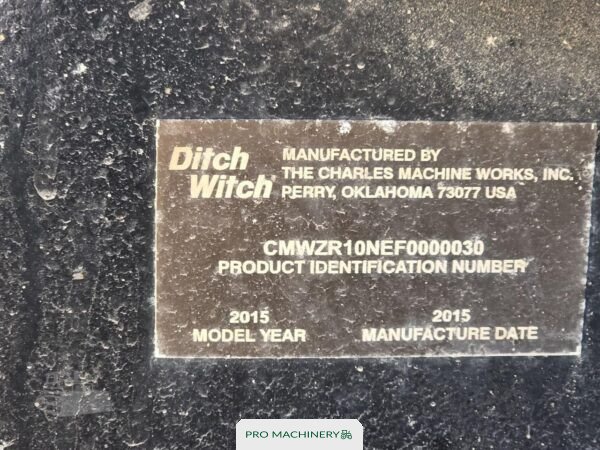 Ditch
Witch
MANUFACTURED BY
THE CHARLES MACHINE WORKS, INC.
PERRY, OKLAHOMA 73077 USA
CMWZR10NEF0000030
PRODUCT IDENTIFICATION NUMBER
2015
MODEL YEAR
2015
MANUFACTURE DATE
PRO MACHINERY